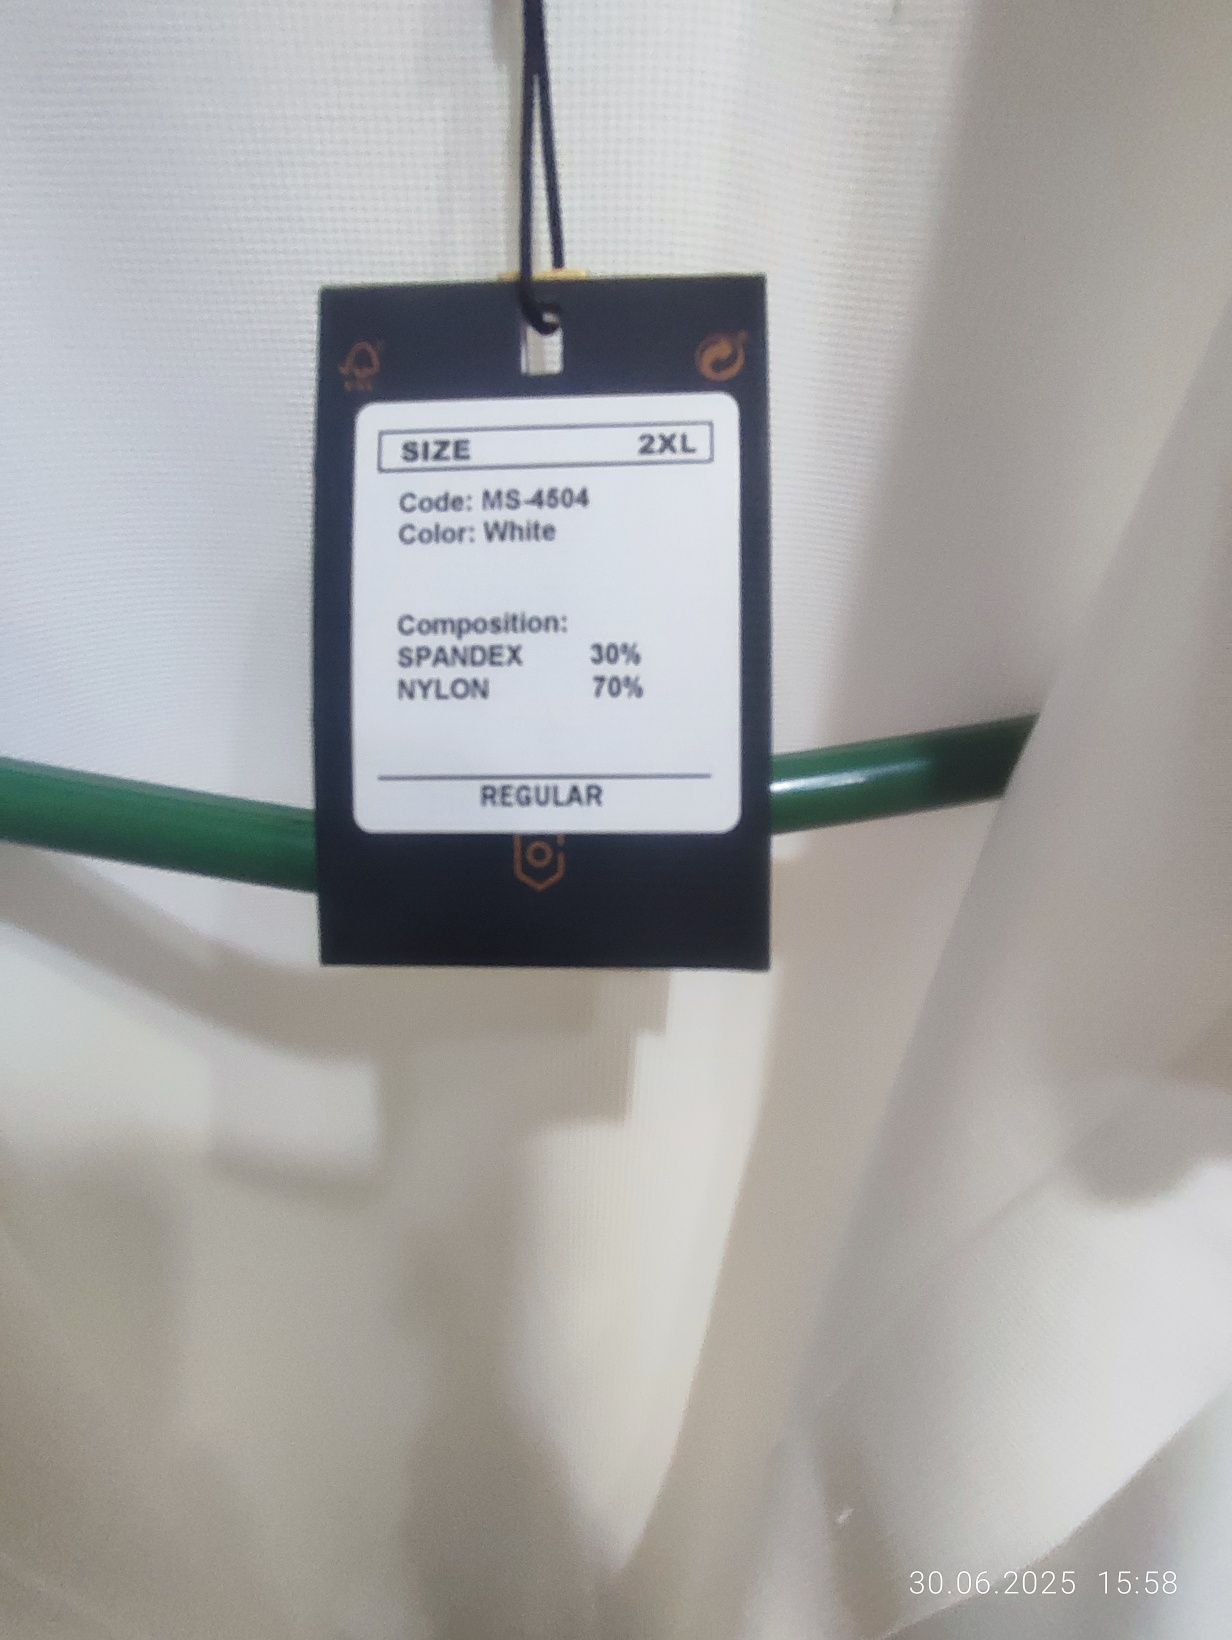 SIZE 2XL
Code: MS-4504
Color: White
Composition:
SPANDEX 30%
NYLON 70%
REGULAR
30.06.2025 15:58